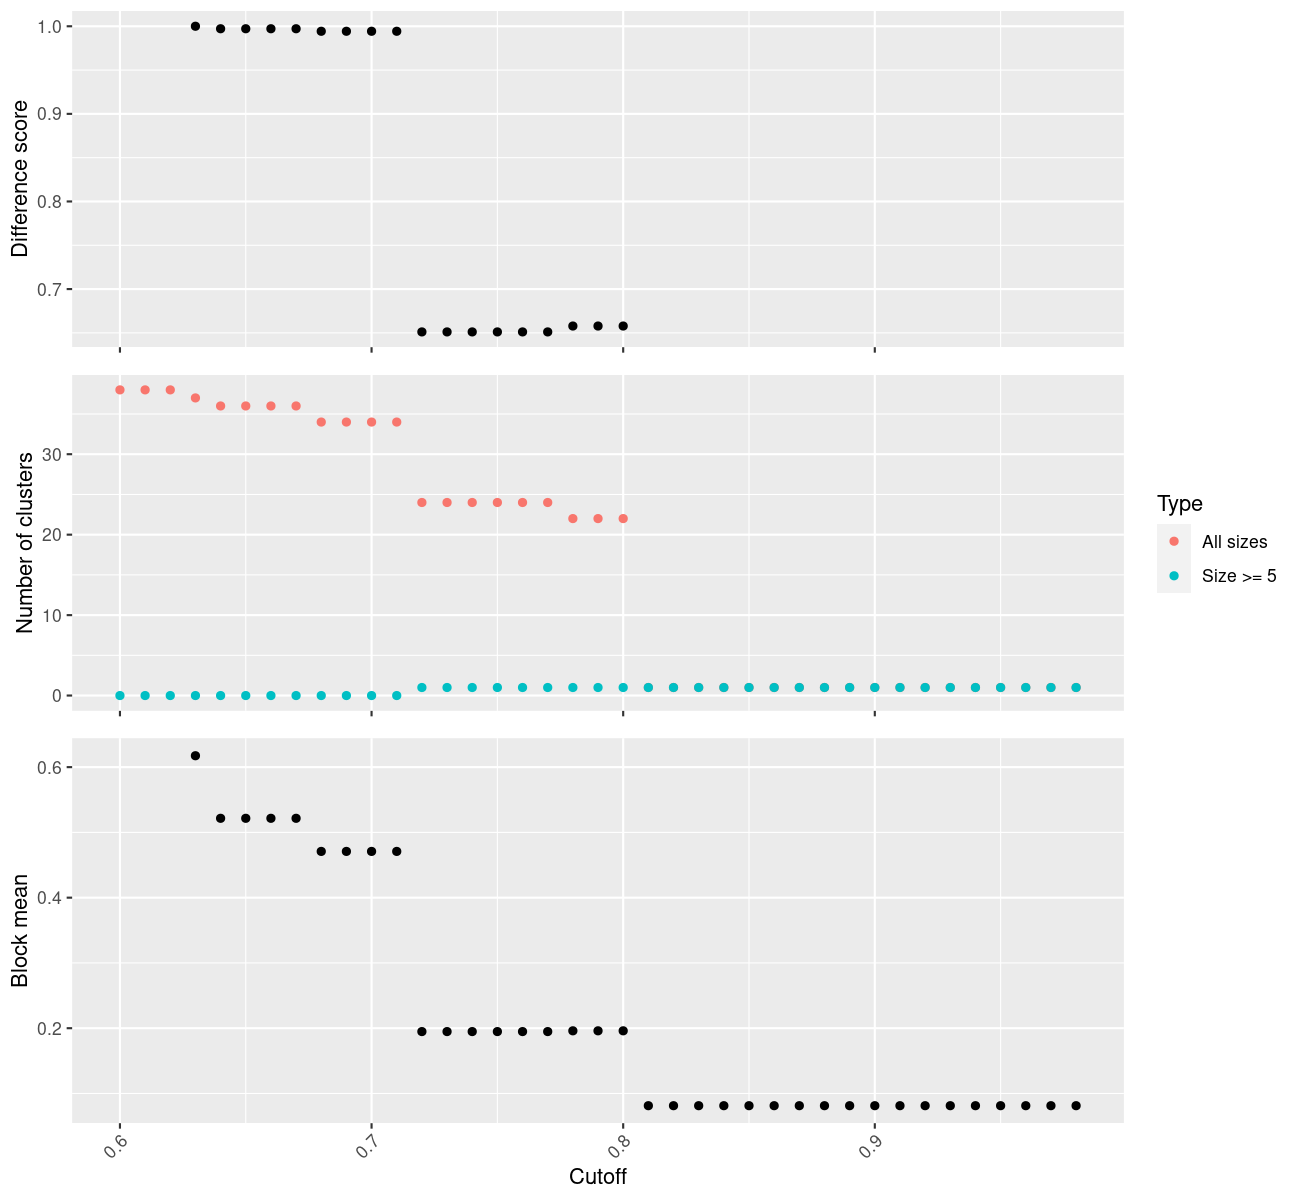 Difference score
1.0
0.9
0.8
0.7
Number of clusters
30
20
10
0
Type
All sizes
Size >= 5
Block mean
0.6
0.4
0.2
0.6
0.7
0.8
0.9
Cutoff